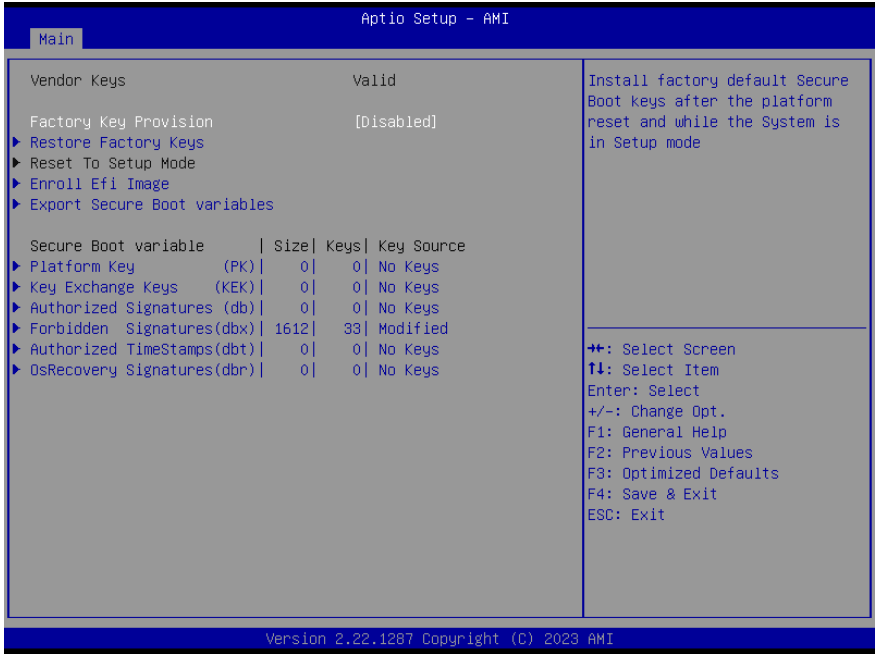 Aptio Setup – AMI
Main
Vendor Keys Valid
Factory Key Provision [Disabled]
Restore Factory Keys
Reset To Setup Mode
Enroll Efi Image
Export Secure Boot variables
Secure Boot variable | Size| Keys| Key Source
Platform Key (PK)| 0| 0| No Keys
Key Exchange Keys (KEK)| 0| 0| No Keys
Authorized Signatures (db)| 0| 0| No Keys
Forbidden Signatures(dbx)| 1612| 33| Modified
Authorized TimeStamps(dbt)| 0| 0| No Keys
OsRecovery Signatures(dbr)| 0| 0| No Keys
Install factory default Secure
Boot keys after the platform
reset and while the System is
in Setup mode
→←: Select Screen
↑↓: Select Item
Enter: Select
+/-: Change Opt.
F1: General Help
F2: Previous Values
F3: Optimized Defaults
F4: Save & Exit
ESC: Exit
Version 2.22.1287 Copyright (C) 2023 AMI